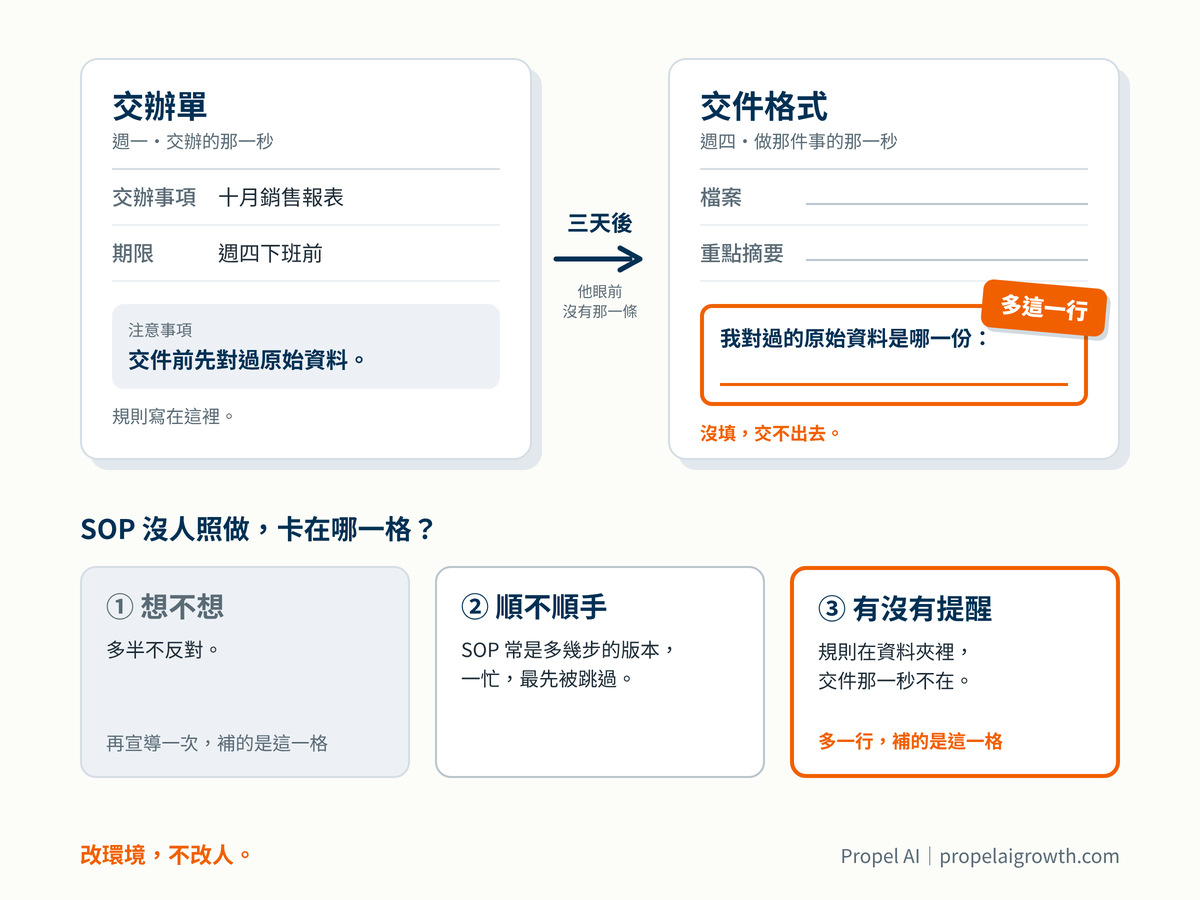 交辦單
週一・交辦的那一秒
交辦事項 十月銷售報表
期限 週四下班前
注意事項
交件前先對過原始資料。
規則寫在這裡。
三天後
他眼前
沒有那一條
交件格式
週四・做那件事的那一秒
檔案
重點摘要
多這一行
我對過的原始資料是哪一份：
沒填，交不出去。
SOP 沒人照做，卡在哪一格？
① 想不想
多半不反對。
再宣導一次，補的是這一格
② 順不順手
SOP 常是多幾步的版本，
一忙，最先被跳過。
③ 有沒有提醒
規則在資料夾裡，
交件那一秒不在。
多一行，補的是這一格
改環境，不改人。
Propel AI｜propelaigrowth.com